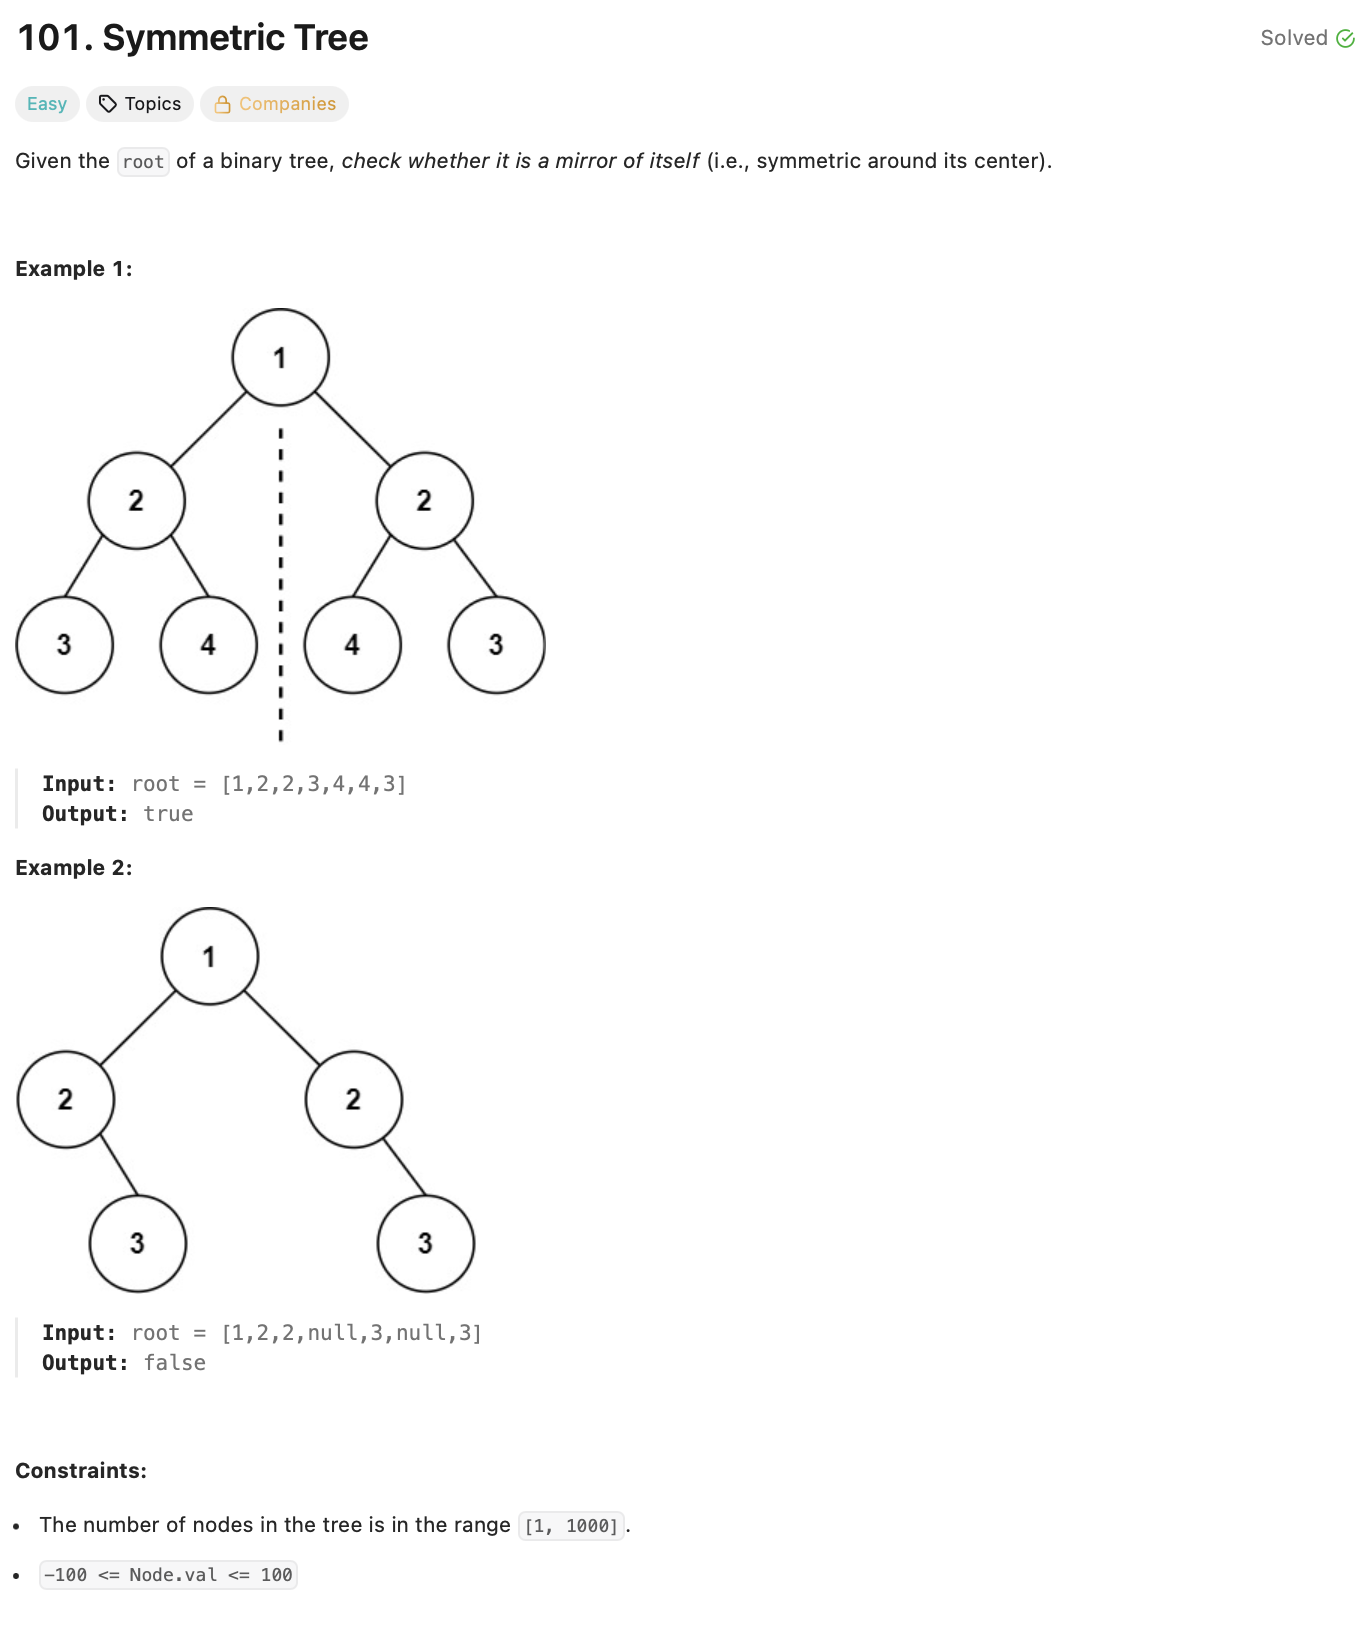 101. Symmetric Tree
Solved
Easy Topics Companies
Given the root of a binary tree, check whether it is a mirror of itself (i.e., symmetric around its center).
Example 1:
1
2 2
3 4 4 3
Input: root = [1,2,2,3,4,4,3]
Output: true
Example 2:
1
2 2
3 3
Input: root = [1,2,2,null,3,null,3]
Output: false
Constraints:
• The number of nodes in the tree is in the range [1, 1000].
• -100 <= Node.val <= 100